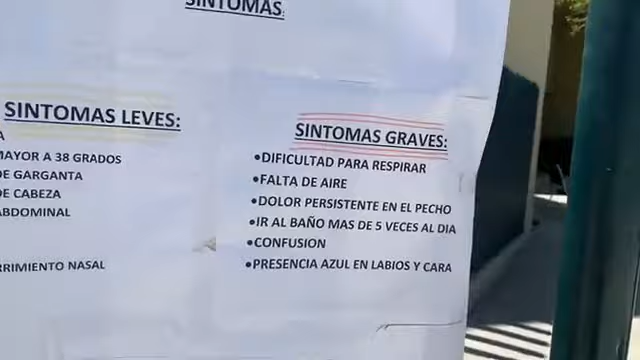 SINTOMAS:
SINTOMAS LEVES:
A
MAYOR A 38 GRADOS
DE GARGANTA
DE CABEZA
ABDOMINAL
RRIMIENTO NASAL
SINTOMAS GRAVES:
•DIFICULTAD PARA RESPIRAR
•FALTA DE AIRE
•DOLOR PERSISTENTE EN EL PECHO
•IR AL BAÑO MAS DE 5 VECES AL DIA
•CONFUSION
•PRESENCIA AZUL EN LABIOS Y CARA